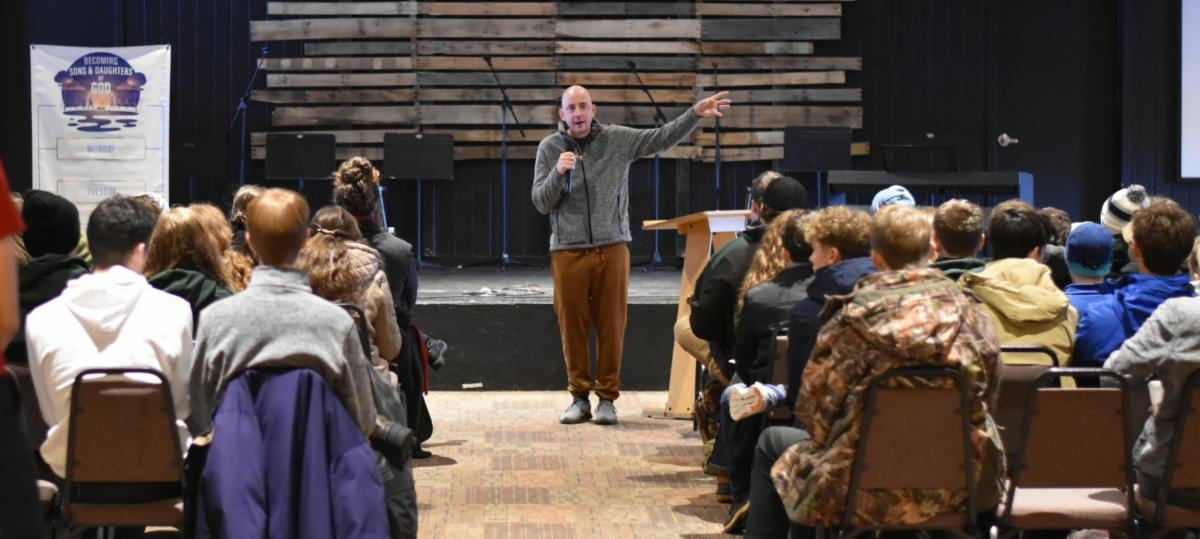 BECOMING
SONS & DAUGHTERS
OF
GOD
MONDAY
TUESDAY